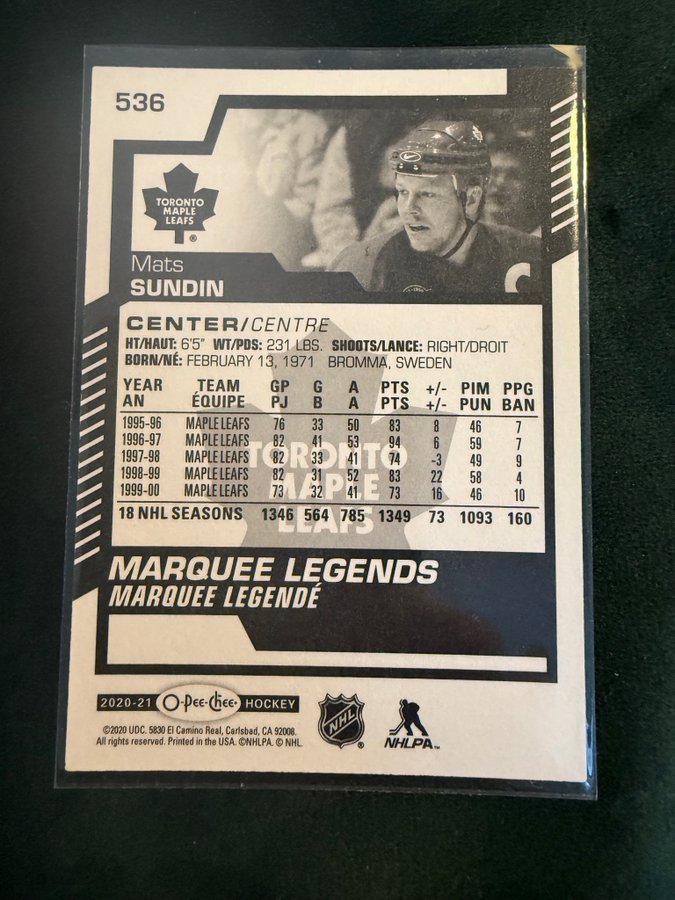 536
TORONTO
MAPLE
LEAFS
®
Mats
SUNDIN
C
CENTER/CENTRE
HT/HAUT: 6'5" WT/PDS: 231 LBS. SHOOTS/LANCE: RIGHT/DROIT
BORN/NÉ: FEBRUARY 13, 1971 BROMMA, SWEDEN
YEAR TEAM GP G A PTS +/- PIM PPG
AN ÉQUIPE PJ B A PTS +/- PUN BAN
1995-96 MAPLE LEAFS 76 33 50 83 8 46 7
1996-97 MAPLE LEAFS 82 41 53 94 6 59 7
1997-98 MAPLE LEAFS 82 33 41 74 -3 49 9
1998-99 MAPLE LEAFS 82 31 52 83 22 58 4
1999-00 MAPLE LEAFS 73 32 41 73 16 46 10
18 NHL SEASONS 1346 564 785 1349 73 1093 160
TORONTO
MAPLE
LEAFS
MARQUEE LEGENDS
MARQUEE LEGENDÉ
2020-21 O-PEE-CHEE HOCKEY
©2020 UDC. 5830 El Camino Real, Carlsbad, CA 92008.
All rights reserved. Printed in the USA. ©NHLPA. © NHL.
NHL ®
NHLPA™